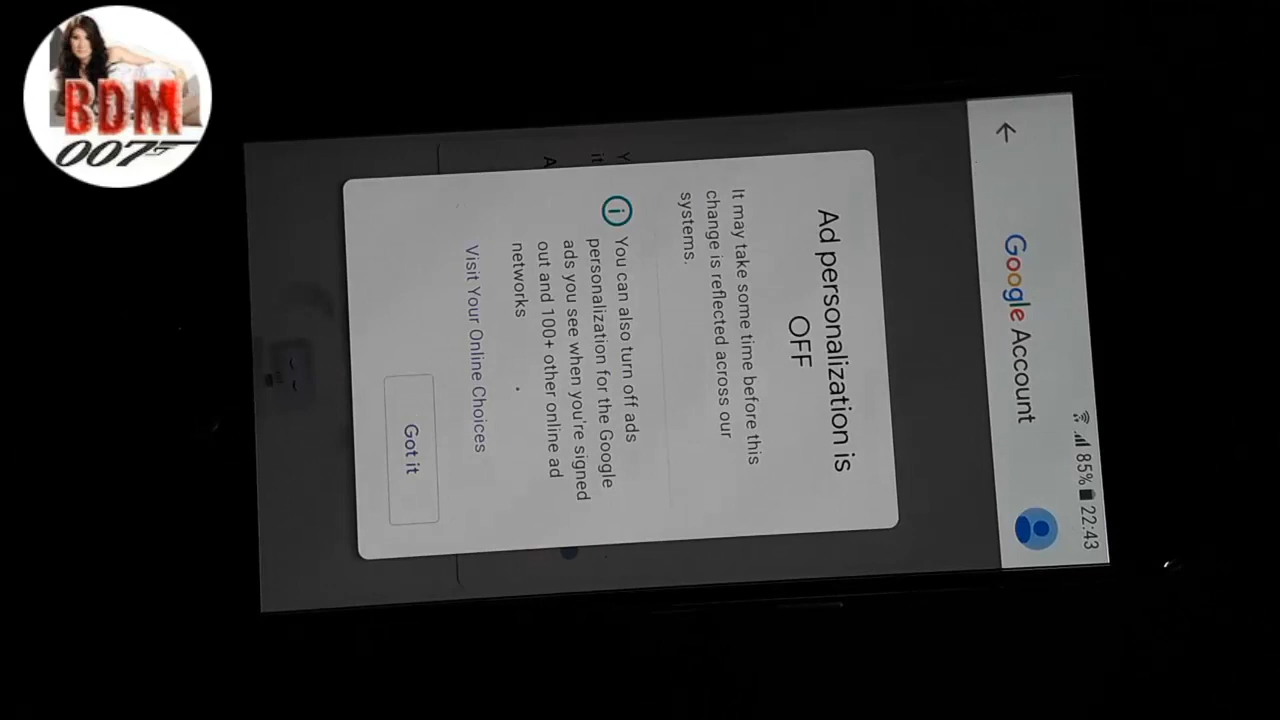 BDM
007
85% 22:43
Google Account
Ad personalization is
OFF
It may take some time before this
change is reflected across our
systems.
You can also turn off ads
personalization for the Google
ads you see when you're signed
out and 100+ other online ad
networks
Visit Your Online Choices
Got it
Y
it
A